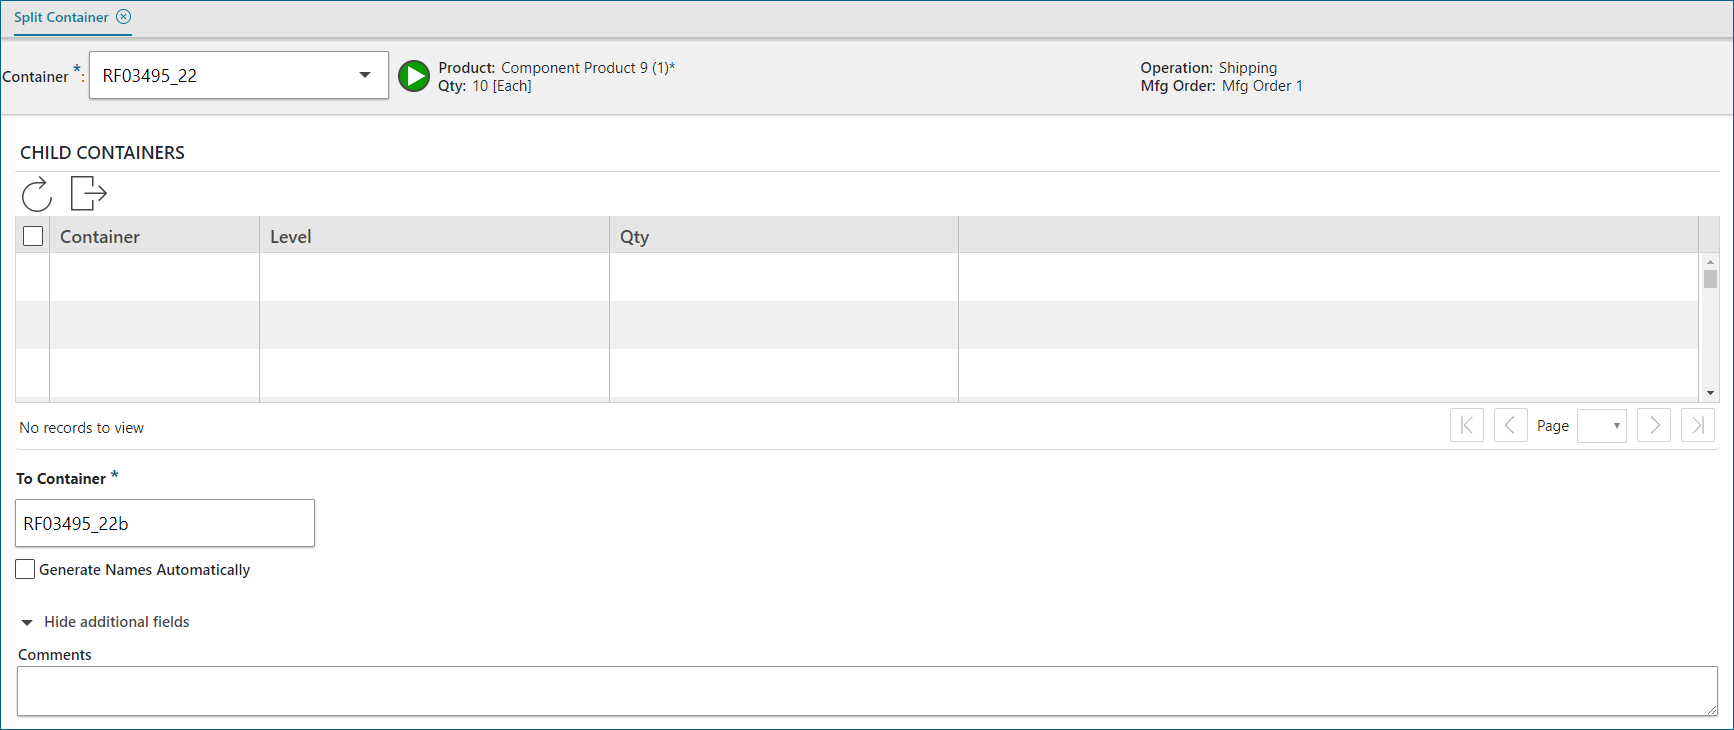 Split Container
Container *:
RF03495_22
Product: Component Product 9 (1)*
Qty: 10 [Each]
Operation: Shipping
Mfg Order: Mfg Order 1
CHILD CONTAINERS
Container Level Qty
No records to view
Page
To Container *
RF03495_22b
Generate Names Automatically
Hide additional fields
Comments